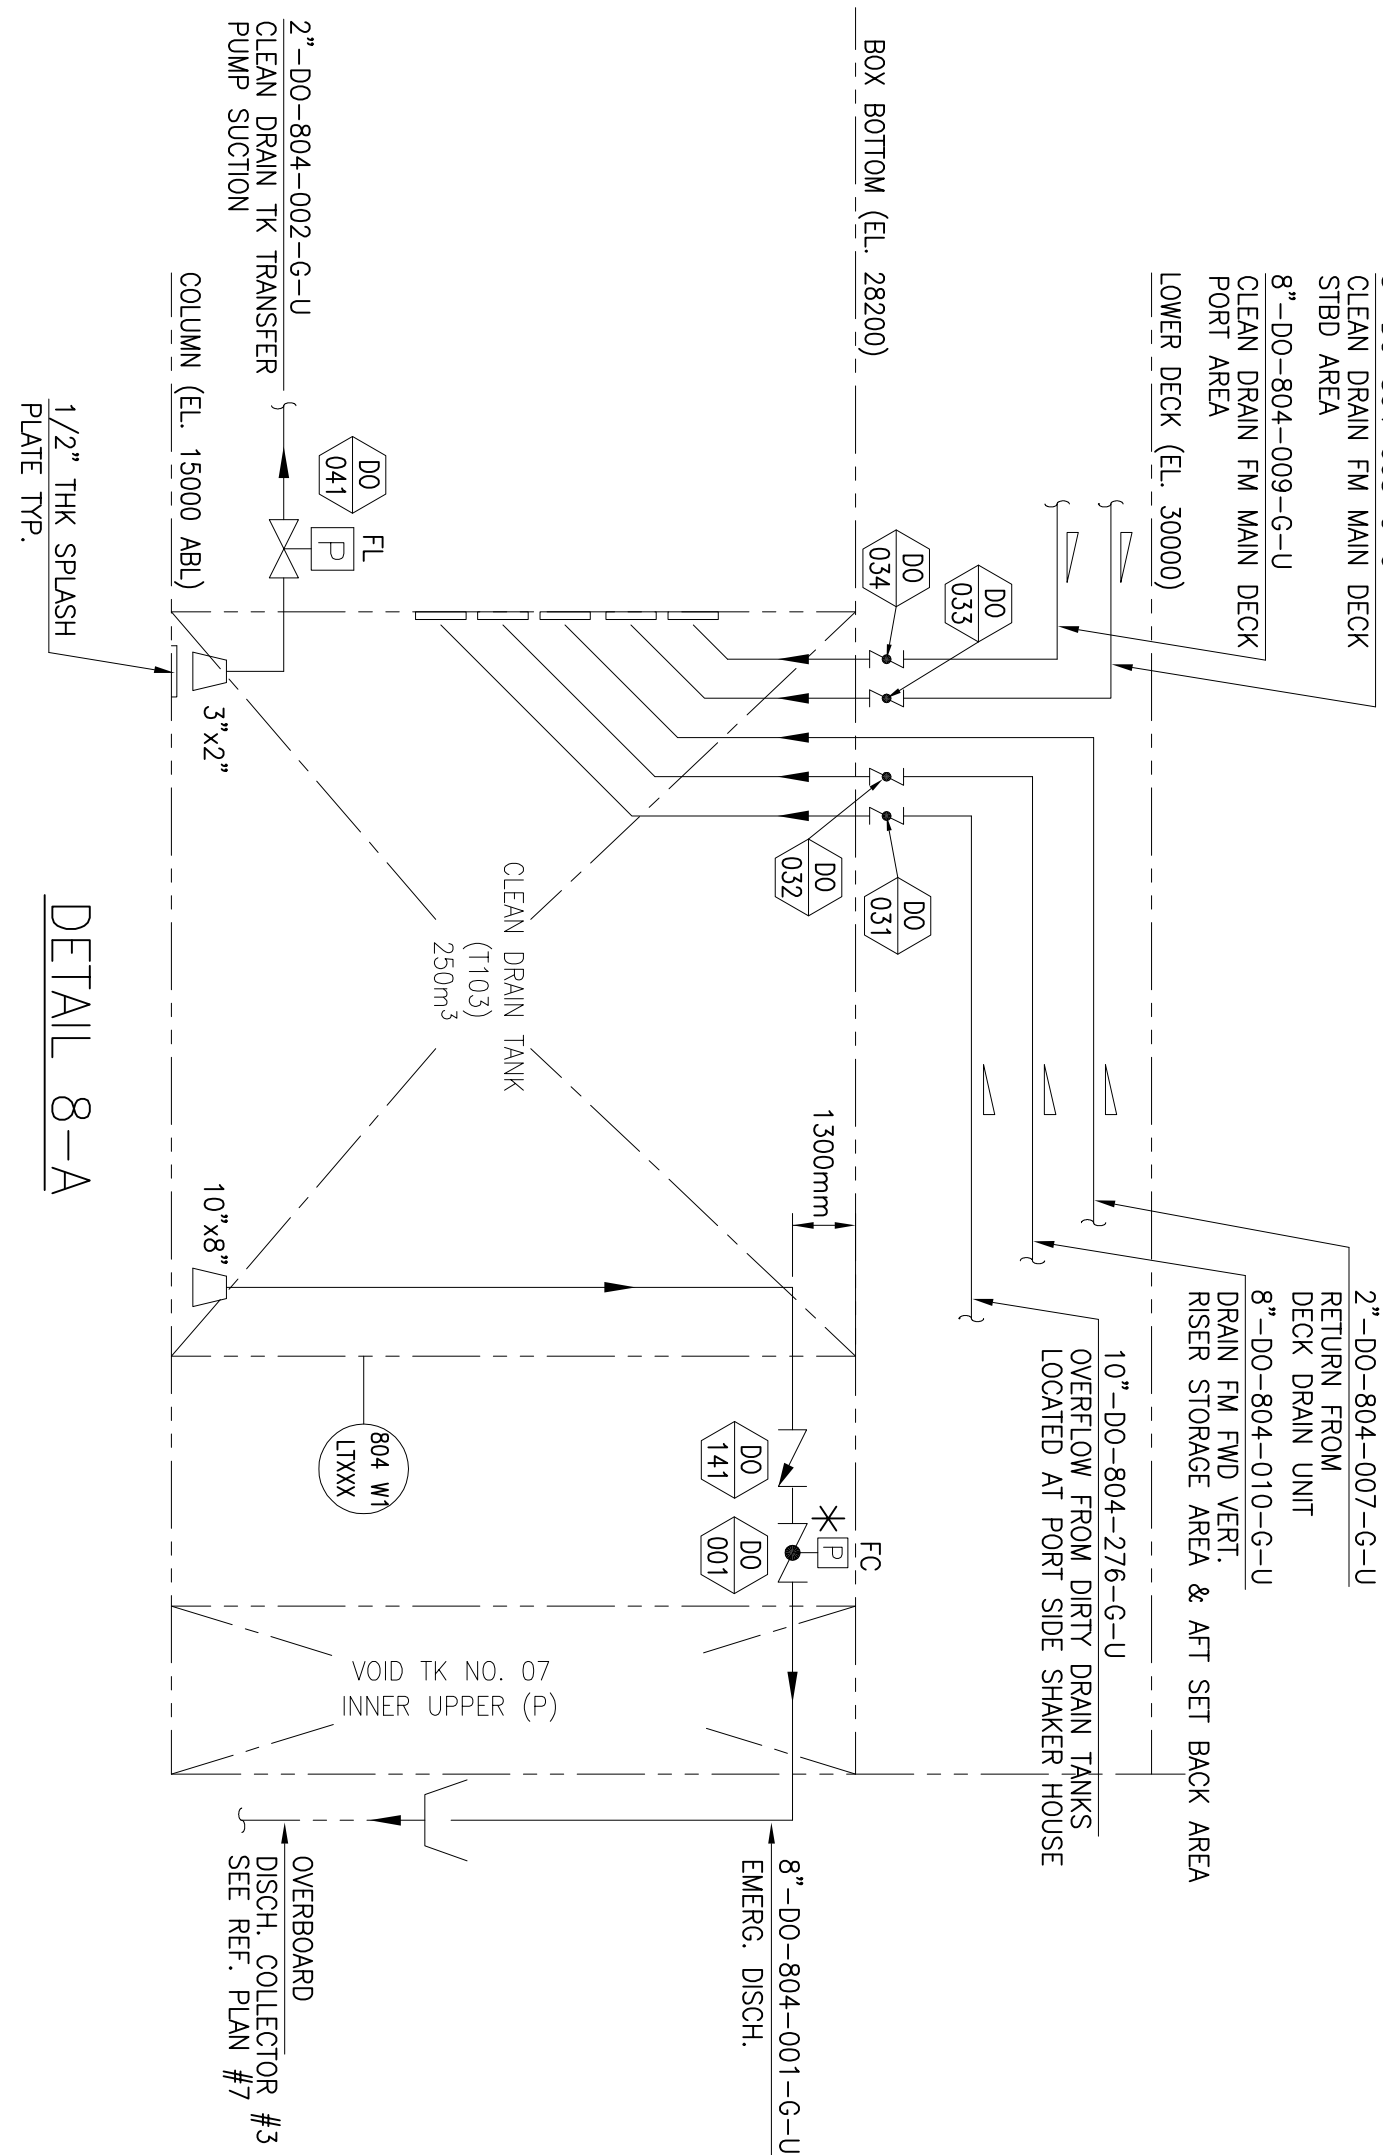 CLEAN DRAIN FM MAIN DECK
STBD AREA
8"-DO-804-009-G-U
CLEAN DRAIN FM MAIN DECK
PORT AREA
LOWER DECK (EL. 30000)
BOX BOTTOM (EL. 28200)
2"-DO-804-002-G-U
CLEAN DRAIN TK TRANSFER
PUMP SUCTION
COLUMN (EL. 15000 ABL)
1/2" THK SPLASH
PLATE TYP.
DO
041
FL
P
DO
034
DO
033
DO
032
DO
031
3"x2"
CLEAN DRAIN TANK
(T103)
250m³
1300mm
10"x8"
2"-DO-804-007-G-U
RETURN FROM
DECK DRAIN UNIT
8"-DO-804-010-G-U
DRAIN FM FWD VERT.
RISER STORAGE AREA & AFT SET BACK AREA
10"-DO-804-276-G-U
OVERFLOW FROM DIRTY DRAIN TANKS
LOCATED AT PORT SIDE SHAKER HOUSE
804 W1
LTXXX
DO
141
DO
001
FC
P
VOID TK NO. 07
INNER UPPER (P)
8"-DO-804-001-G-U
EMERG. DISCH.
OVERBOARD
DISCH. COLLECTOR #3
SEE REF. PLAN #7
DETAIL 8-A